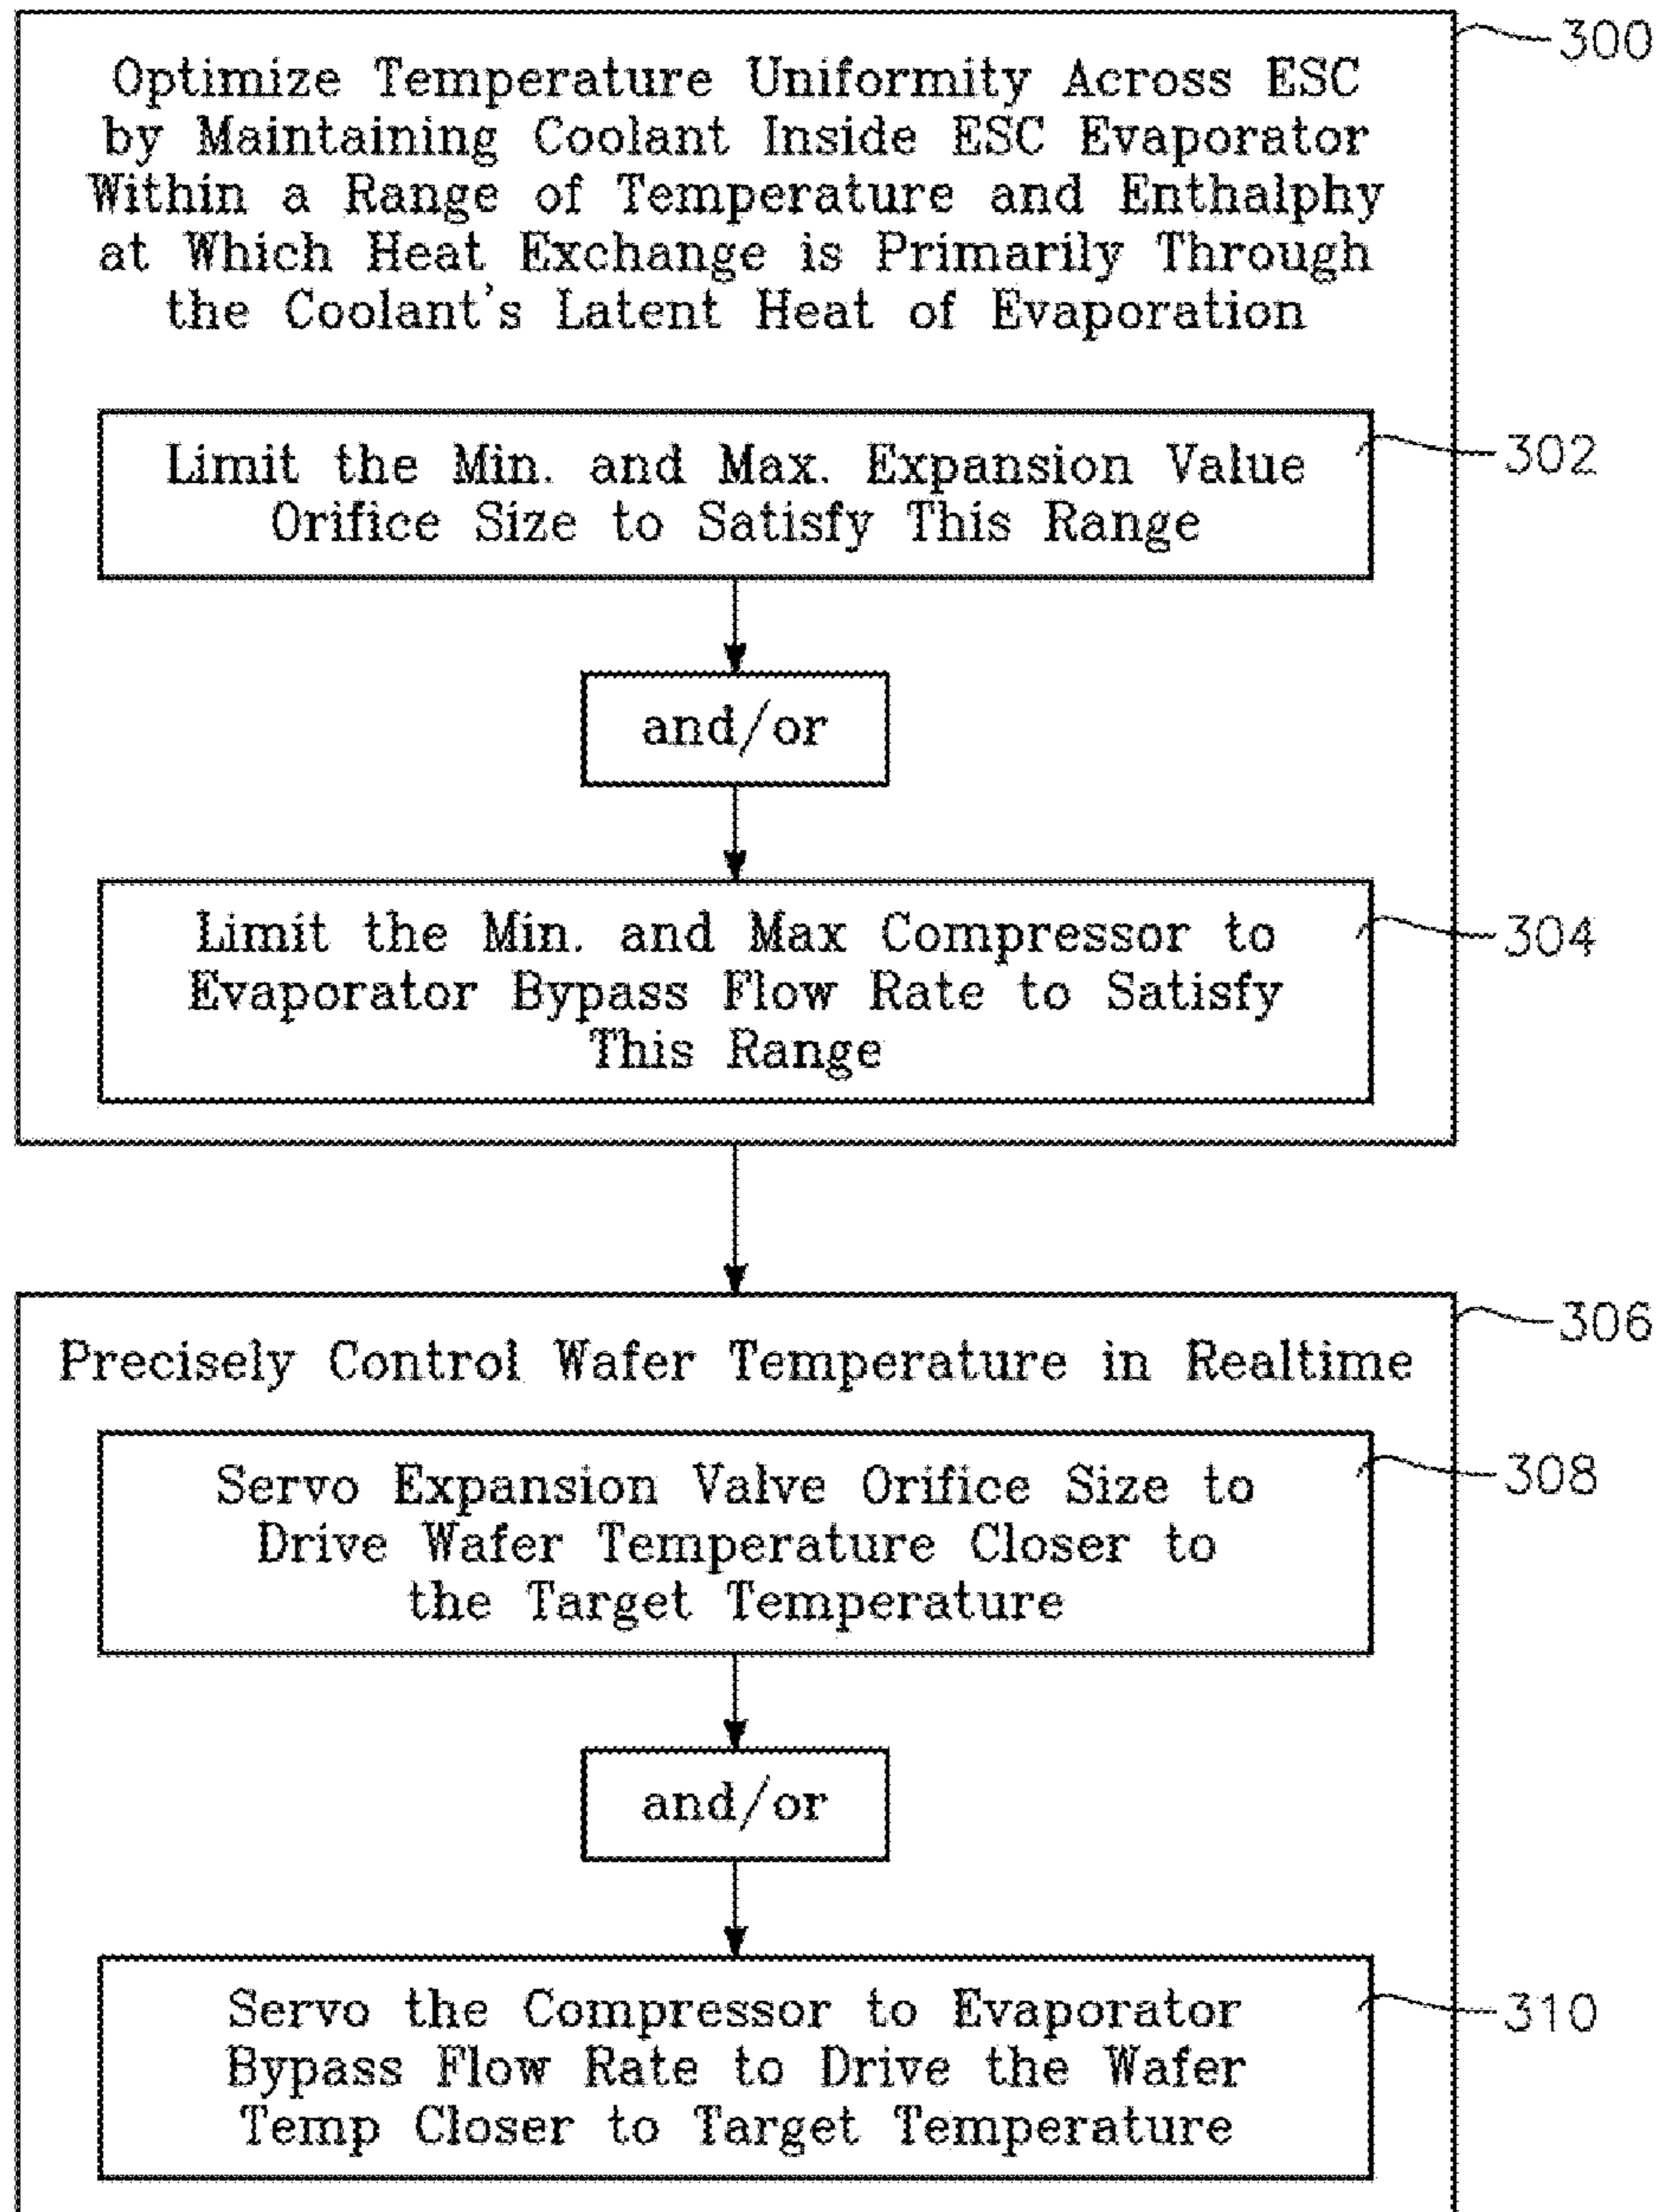 300
Optimize Temperature Uniformity Across ESC
by Maintaining Coolant Inside ESC Evaporator
Within a Range of Temperature and Enthalphy
at Which Heat Exchange is Primarily Through
the Coolant's Latent Heat of Evaporation
302
Limit the Min. and Max. Expansion Value
Orifice Size to Satisfy This Range
and/or
304
Limit the Min. and Max Compressor to
Evaporator Bypass Flow Rate to Satisfy
This Range
306
Precisely Control Wafer Temperature in Realtime
308
Servo Expansion Valve Orifice Size to
Drive Wafer Temperature Closer to
the Target Temperature
and/or
310
Servo the Compressor to Evaporator
Bypass Flow Rate to Drive the Wafer
Temp Closer to Target Temperature